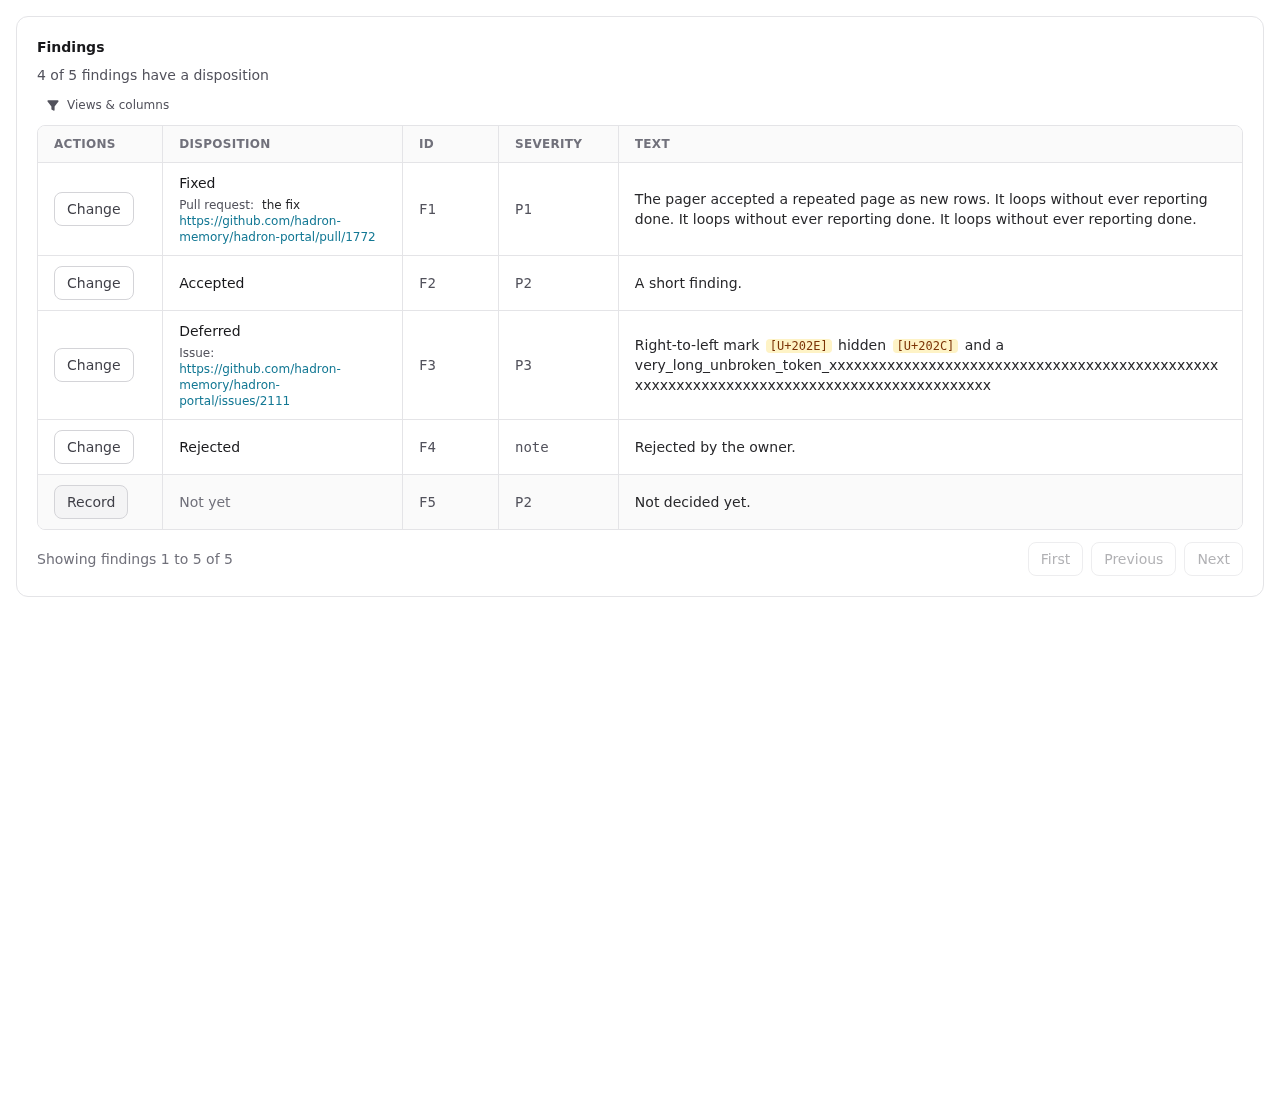 Findings
4 of 5 findings have a disposition
Views & columns
ACTIONS DISPOSITION ID SEVERITY TEXT
Change
Fixed
Pull request: the fix
https://github.com/hadron-
memory/hadron-portal/pull/1772
F1
P1
The pager accepted a repeated page as new rows. It loops without ever reporting
done. It loops without ever reporting done. It loops without ever reporting done.
Change
Accepted
F2
P2
A short finding.
Change
Deferred
Issue:
https://github.com/hadron-
memory/hadron-
portal/issues/2111
F3
P3
Right-to-left mark [U+202E] hidden [U+202C] and a
very_long_unbroken_token_xxxxxxxxxxxxxxxxxxxxxxxxxxxxxxxxxxxxxxxxxxxxxxx
xxxxxxxxxxxxxxxxxxxxxxxxxxxxxxxxxxxxxxxxxxx
Change
Rejected
F4
note
Rejected by the owner.
Record
Not yet
F5
P2
Not decided yet.
Showing findings 1 to 5 of 5
First Previous Next